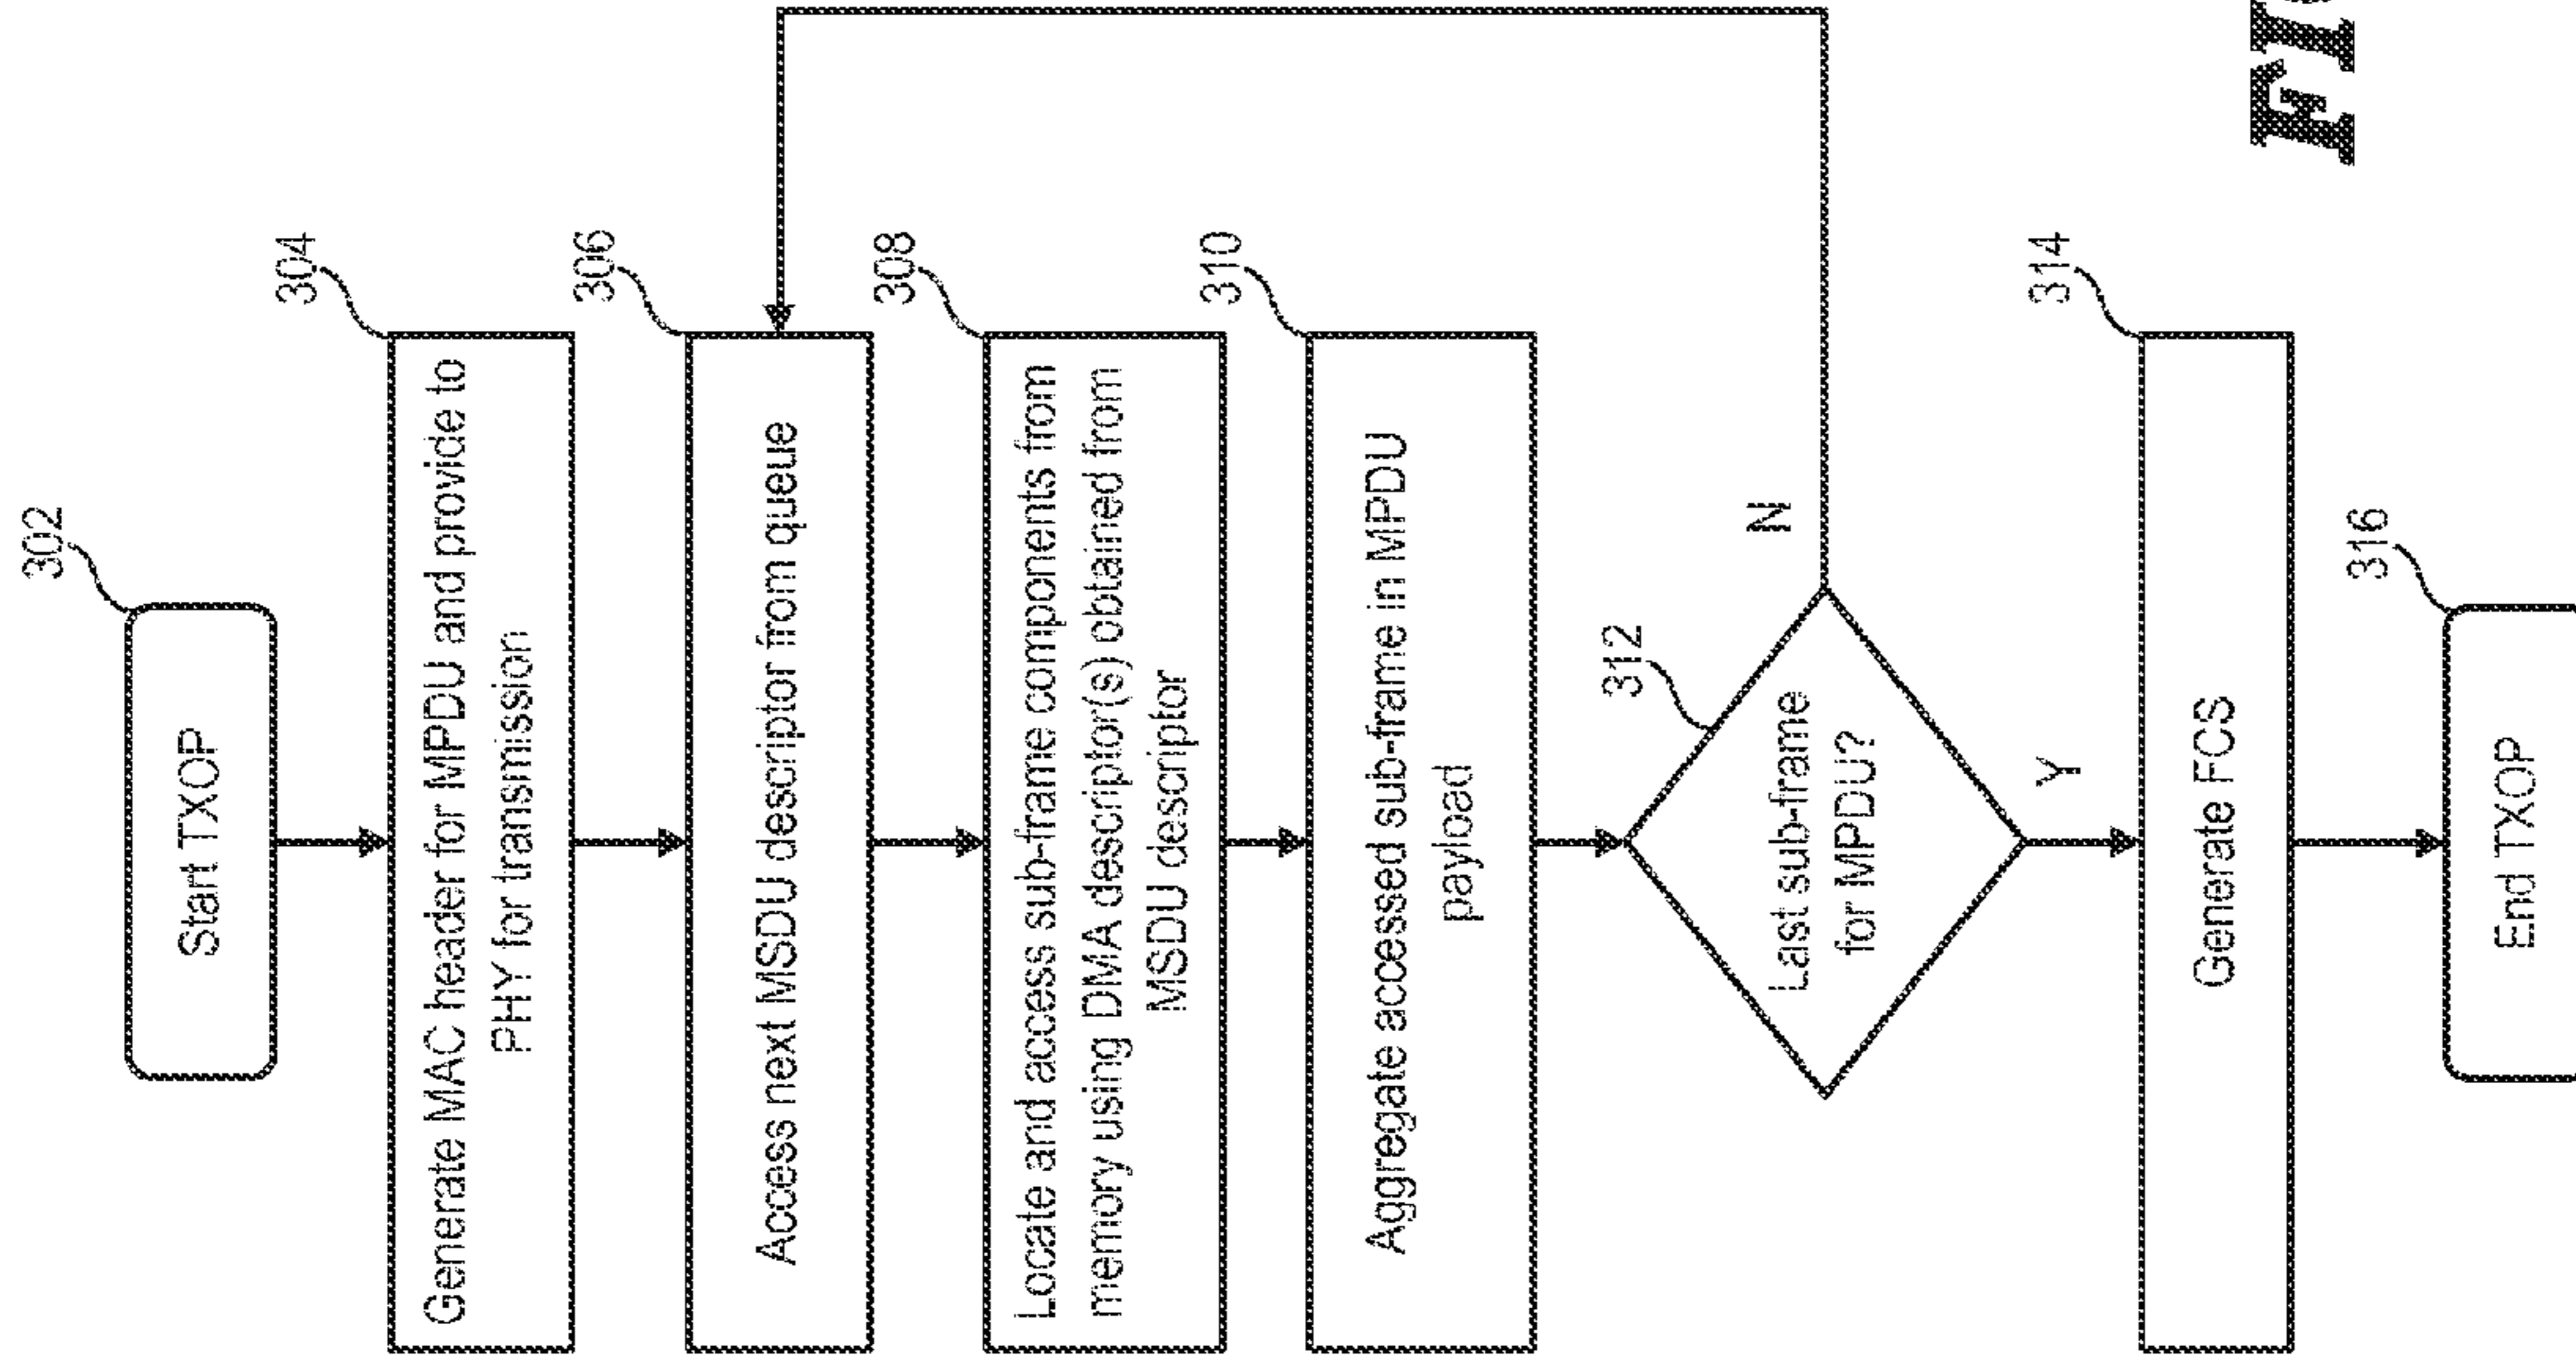 302
Start TXOP
304
Generate MAC header for MPDU and provide to
PHY for transmission
306
Access next MSDU descriptor from queue
308
Locate and access sub-frame components from
memory using DMA descriptor(s) obtained from
MSDU descriptor
310
Aggregate accessed sub-frame in MPDU
payload
312
Last sub-frame
for MPDU?
N
Y
314
Generate FCS
316
End TXOP